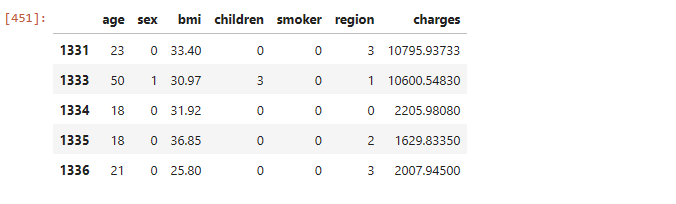 [451]:
age sex bmi children smoker region charges
1331 23 0 33.40 0 0 3 10795.93733
1333 50 1 30.97 3 0 1 10600.54830
1334 18 0 31.92 0 0 0 2205.98080
1335 18 0 36.85 0 0 2 1629.83350
1336 21 0 25.80 0 0 3 2007.94500